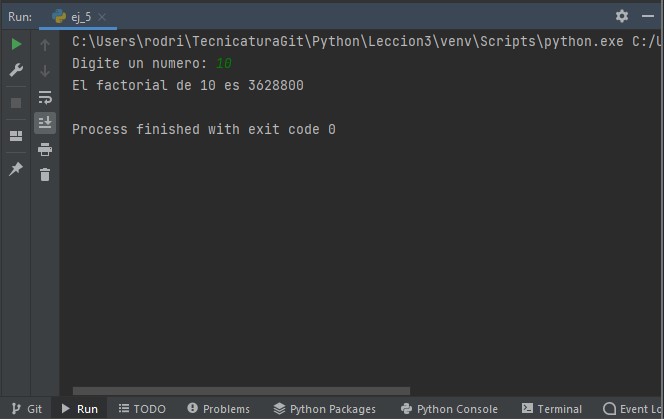 Run: ej_5
C:\Users\rodri\TecnicaturaGit\Python\Leccion3\venv\Scripts\python.exe C:/U
Digite un numero: 10
El factorial de 10 es 3628800
Process finished with exit code 0
Git Run TODO Problems Python Packages Python Console Terminal Event Lo